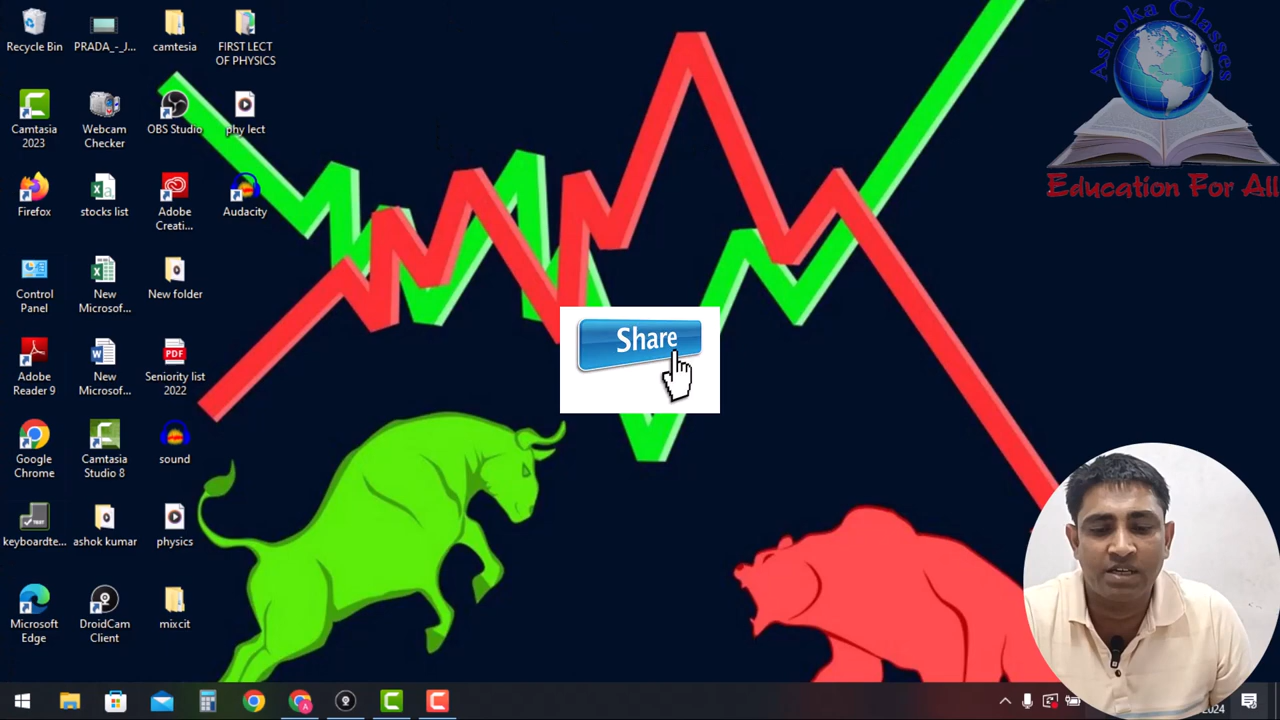 Recycle Bin
PRADA_-_J...
camtesia
FIRST LECT
OF PHYSICS
Camtasia
2023
Webcam
Checker
OBS Studio
phy lect
Firefox
stocks list
Adobe
Creati...
Audacity
Control
Panel
New
Microsof...
New folder
Adobe
Reader 9
New
Microsof...
Seniority list
2022
Google
Chrome
Camtasia
Studio 8
sound
keyboardte...
ashok kumar
physics
Microsoft
Edge
DroidCam
Client
mixcit
PDF
Share
Ashoka Classes
Education For All
2024